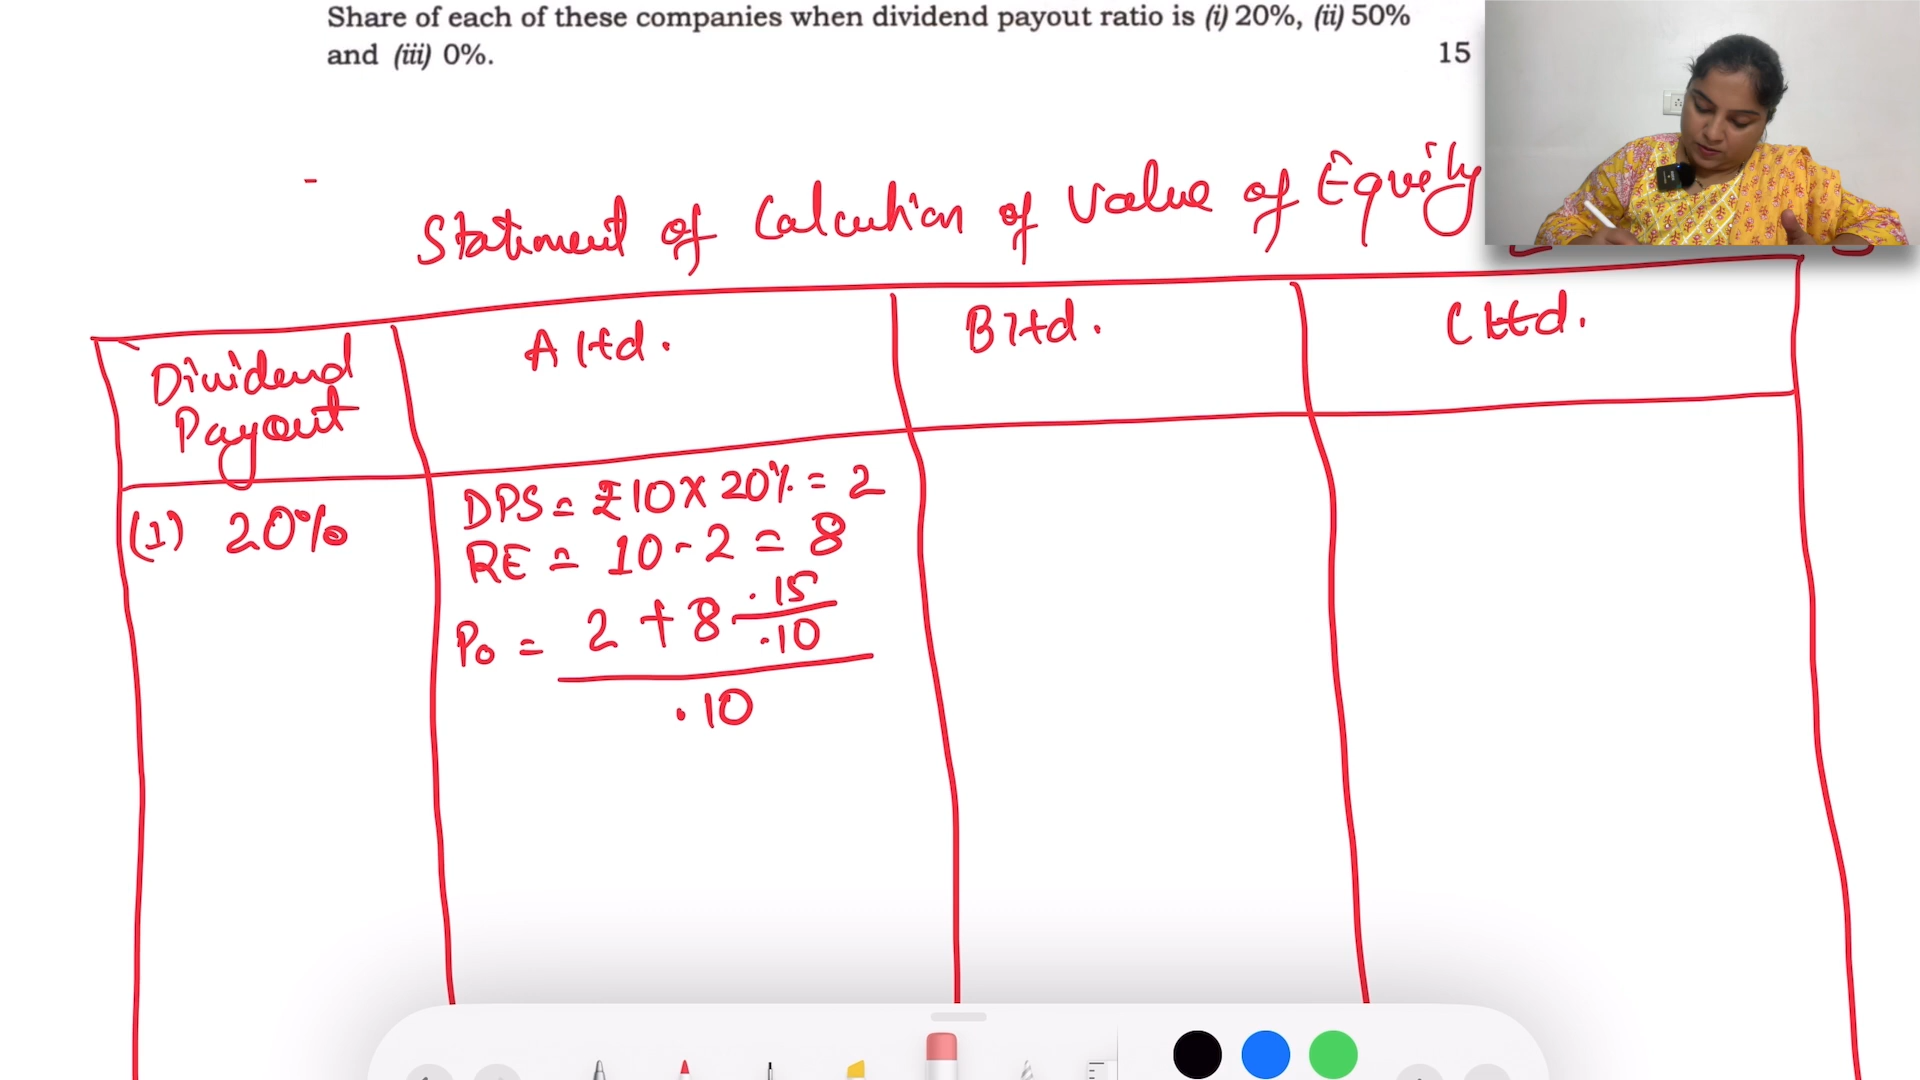 Share of each of these companies when dividend payout ratio is (i) 20%, (ii) 50%
and (iii) 0%. 15
Statement of Calculation of Value of Equity
Dividend Payout
A ltd.
B ltd.
C Ltd.
(1) 20%
DPS = ₹10 X 20% = 2
RE = 10 - 2 = 8
P0 = 2 + 8 .15/.10
.10